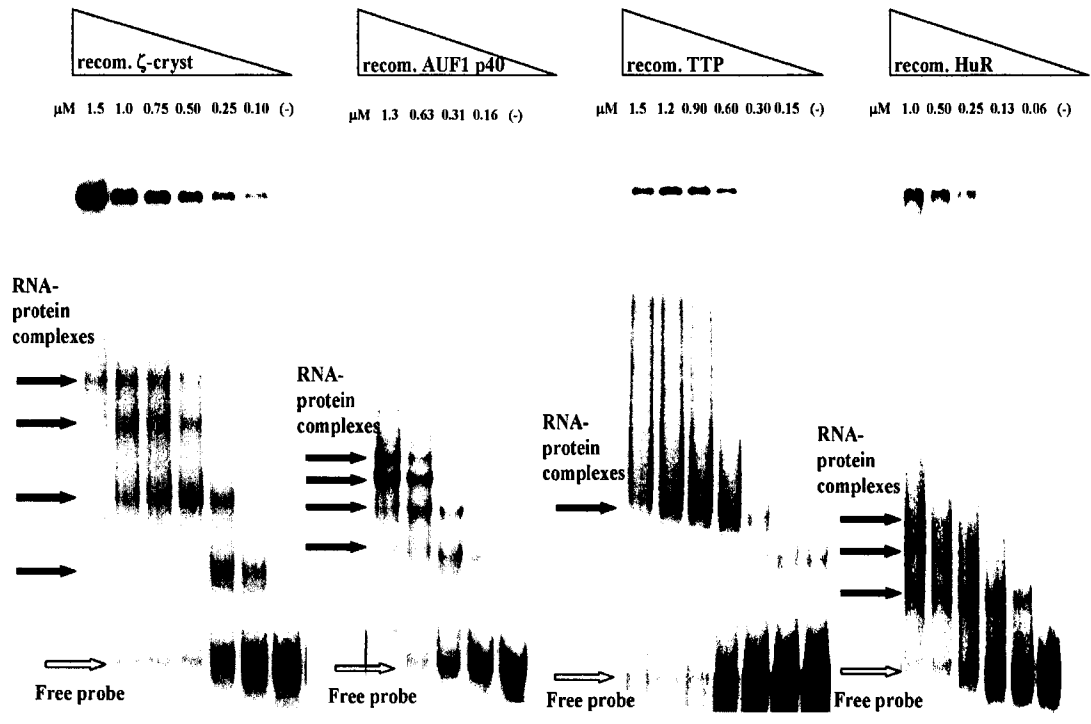 recom. ζ-cryst
recom. AUF1 p40
recom. TTP
recom. HuR
μM 1.5 1.0 0.75 0.50 0.25 0.10 (-)
μM 1.3 0.63 0.31 0.16 (-)
μM 1.5 1.2 0.90 0.60 0.30 0.15 (-)
μM 1.0 0.50 0.25 0.13 0.06 (-)
RNA-
protein
complexes
RNA-
protein
complexes
RNA-
protein
complexes
RNA-
protein
complexes
Free probe
Free probe
Free probe
Free probe